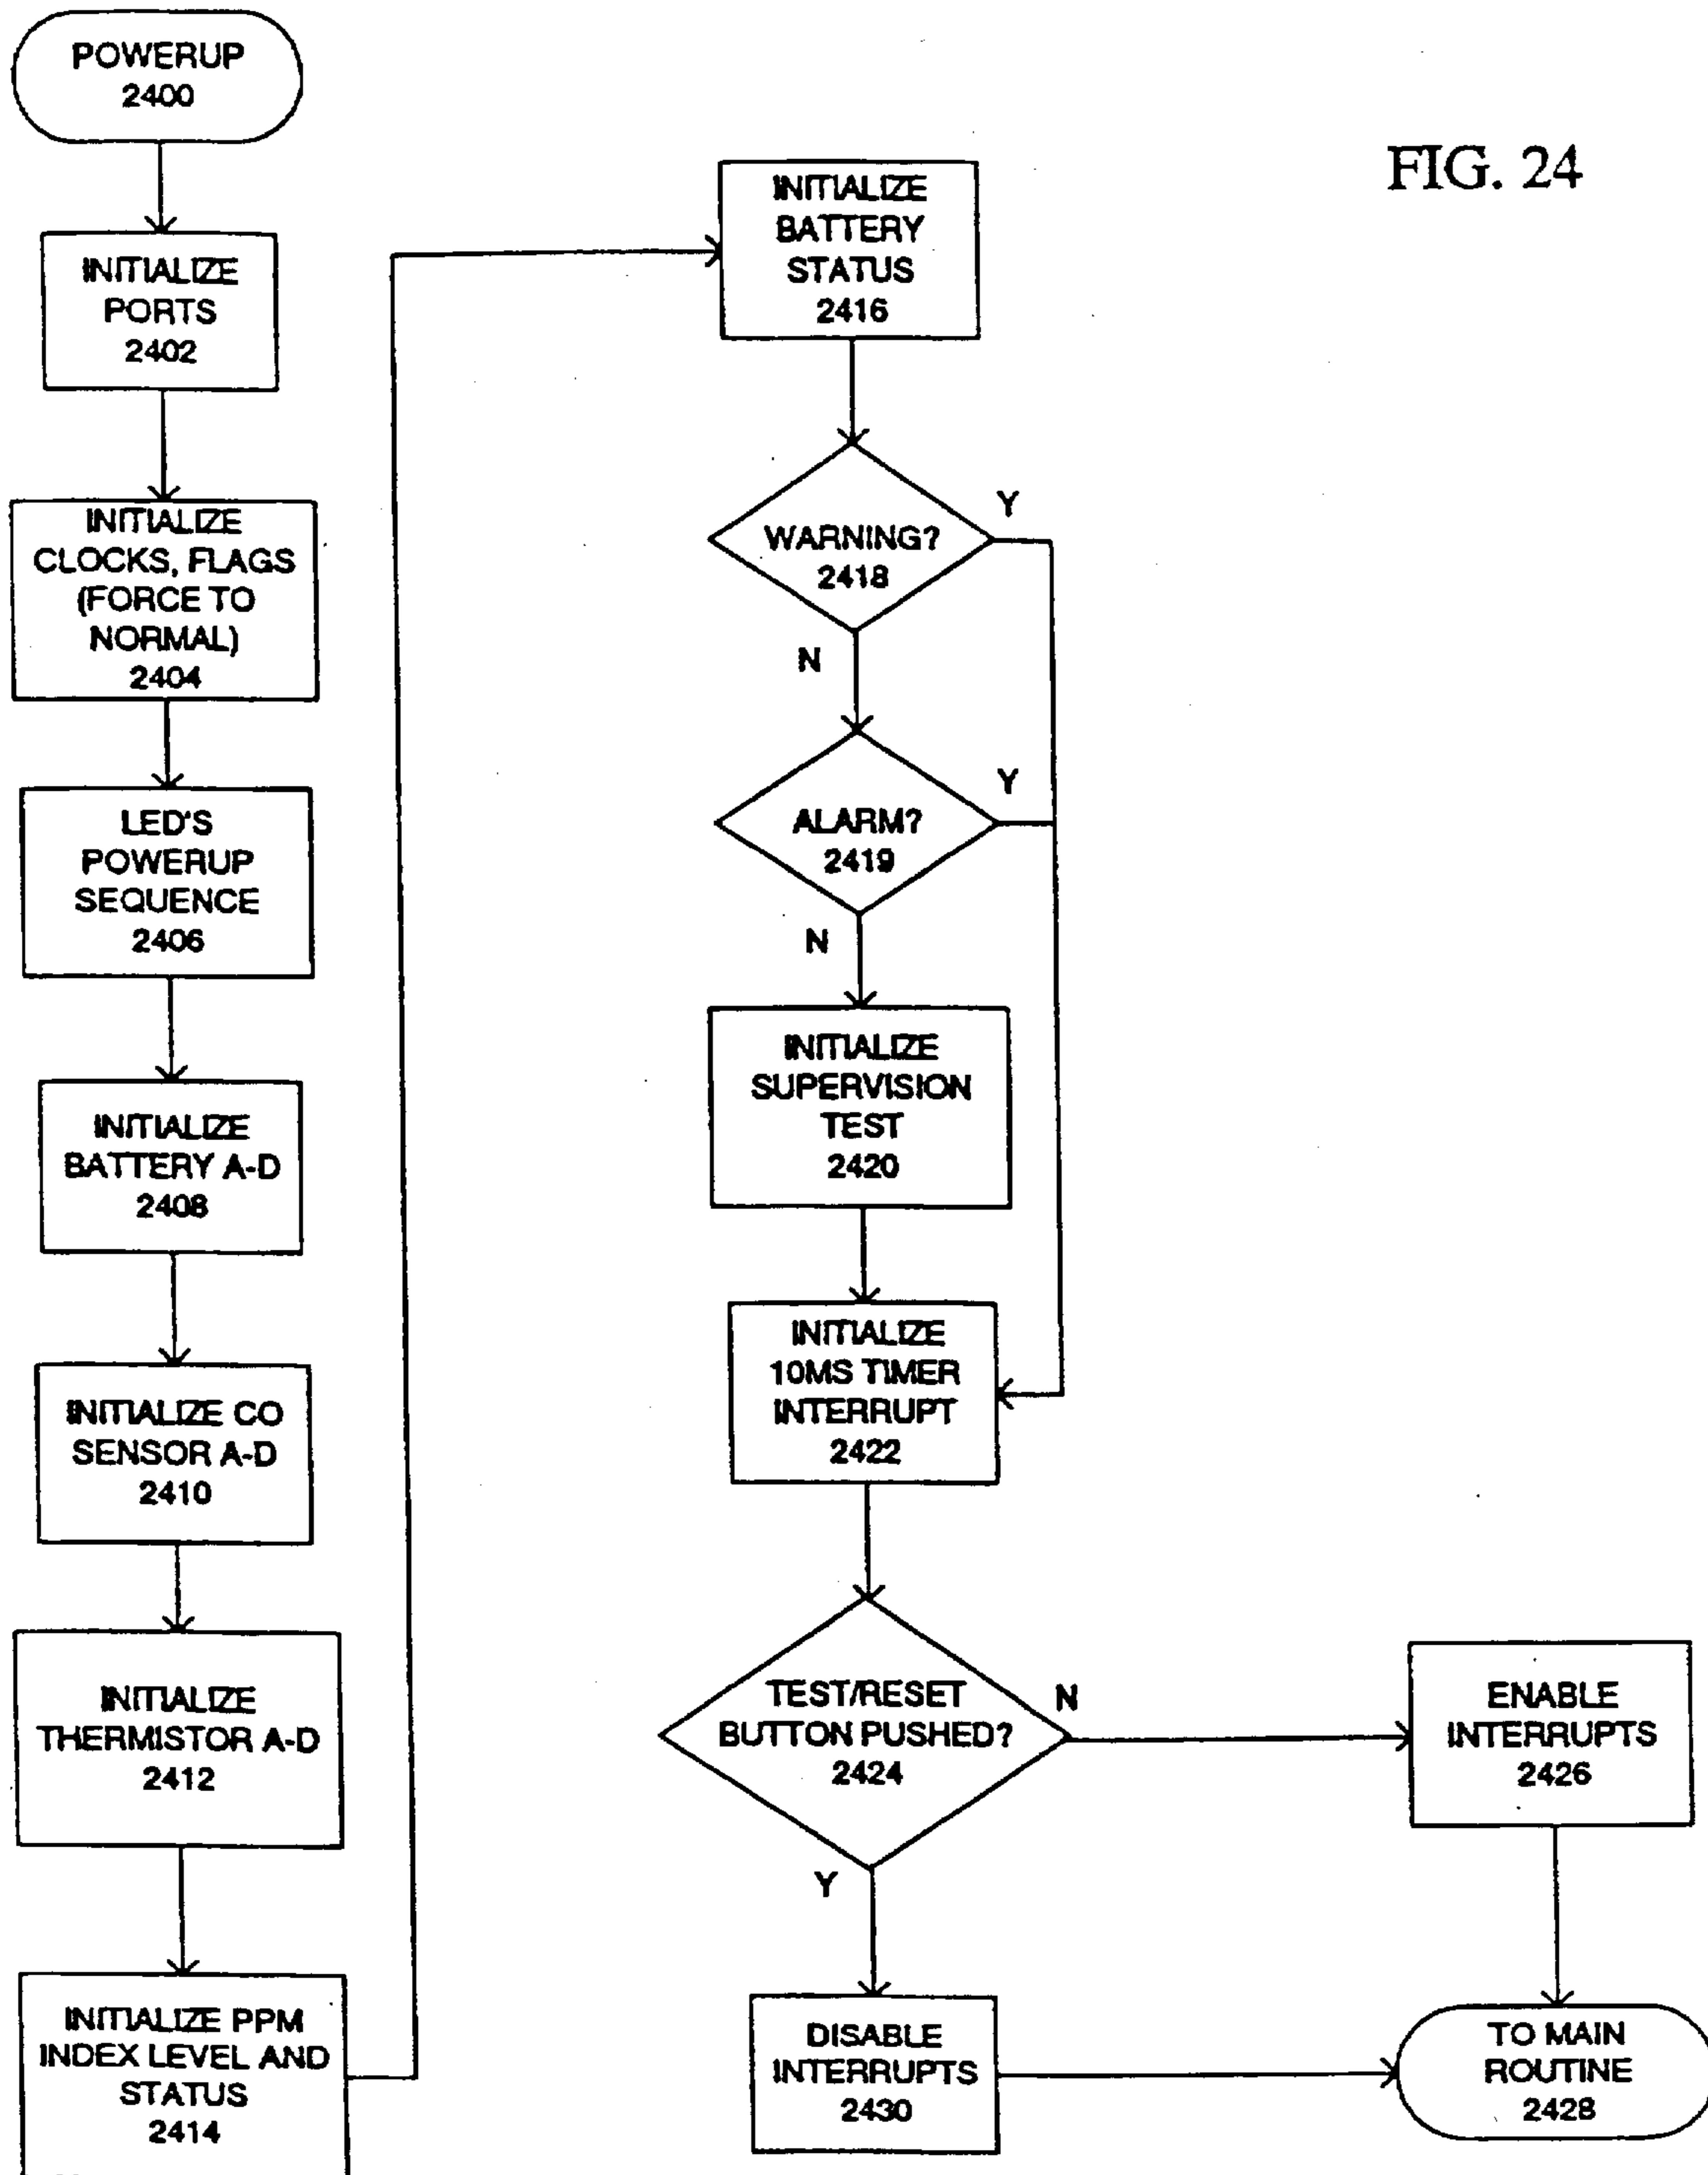 POWERUP
2400
INITIALIZE
PORTS
2402
INITIALIZE
CLOCKS, FLAGS
(FORCE TO
NORMAL)
2404
LED'S
POWERUP
SEQUENCE
2406
INITIALIZE
BATTERY A-D
2408
INITIALIZE CO
SENSOR A-D
2410
INITIALIZE
THERMISTOR A-D
2412
INITIALIZE PPM
INDEX LEVEL AND
STATUS
2414
FIG. 24
INITIALIZE
BATTERY
STATUS
2416
WARNING?
2418
Y
N
ALARM?
2419
Y
N
INITIALIZE
SUPERVISION
TEST
2420
INITIALIZE
10MS TIMER
INTERRUPT
2422
TEST/RESET
BUTTON PUSHED?
2424
N
Y
ENABLE
INTERRUPTS
2426
DISABLE
INTERRUPTS
2430
TO MAIN
ROUTINE
2428